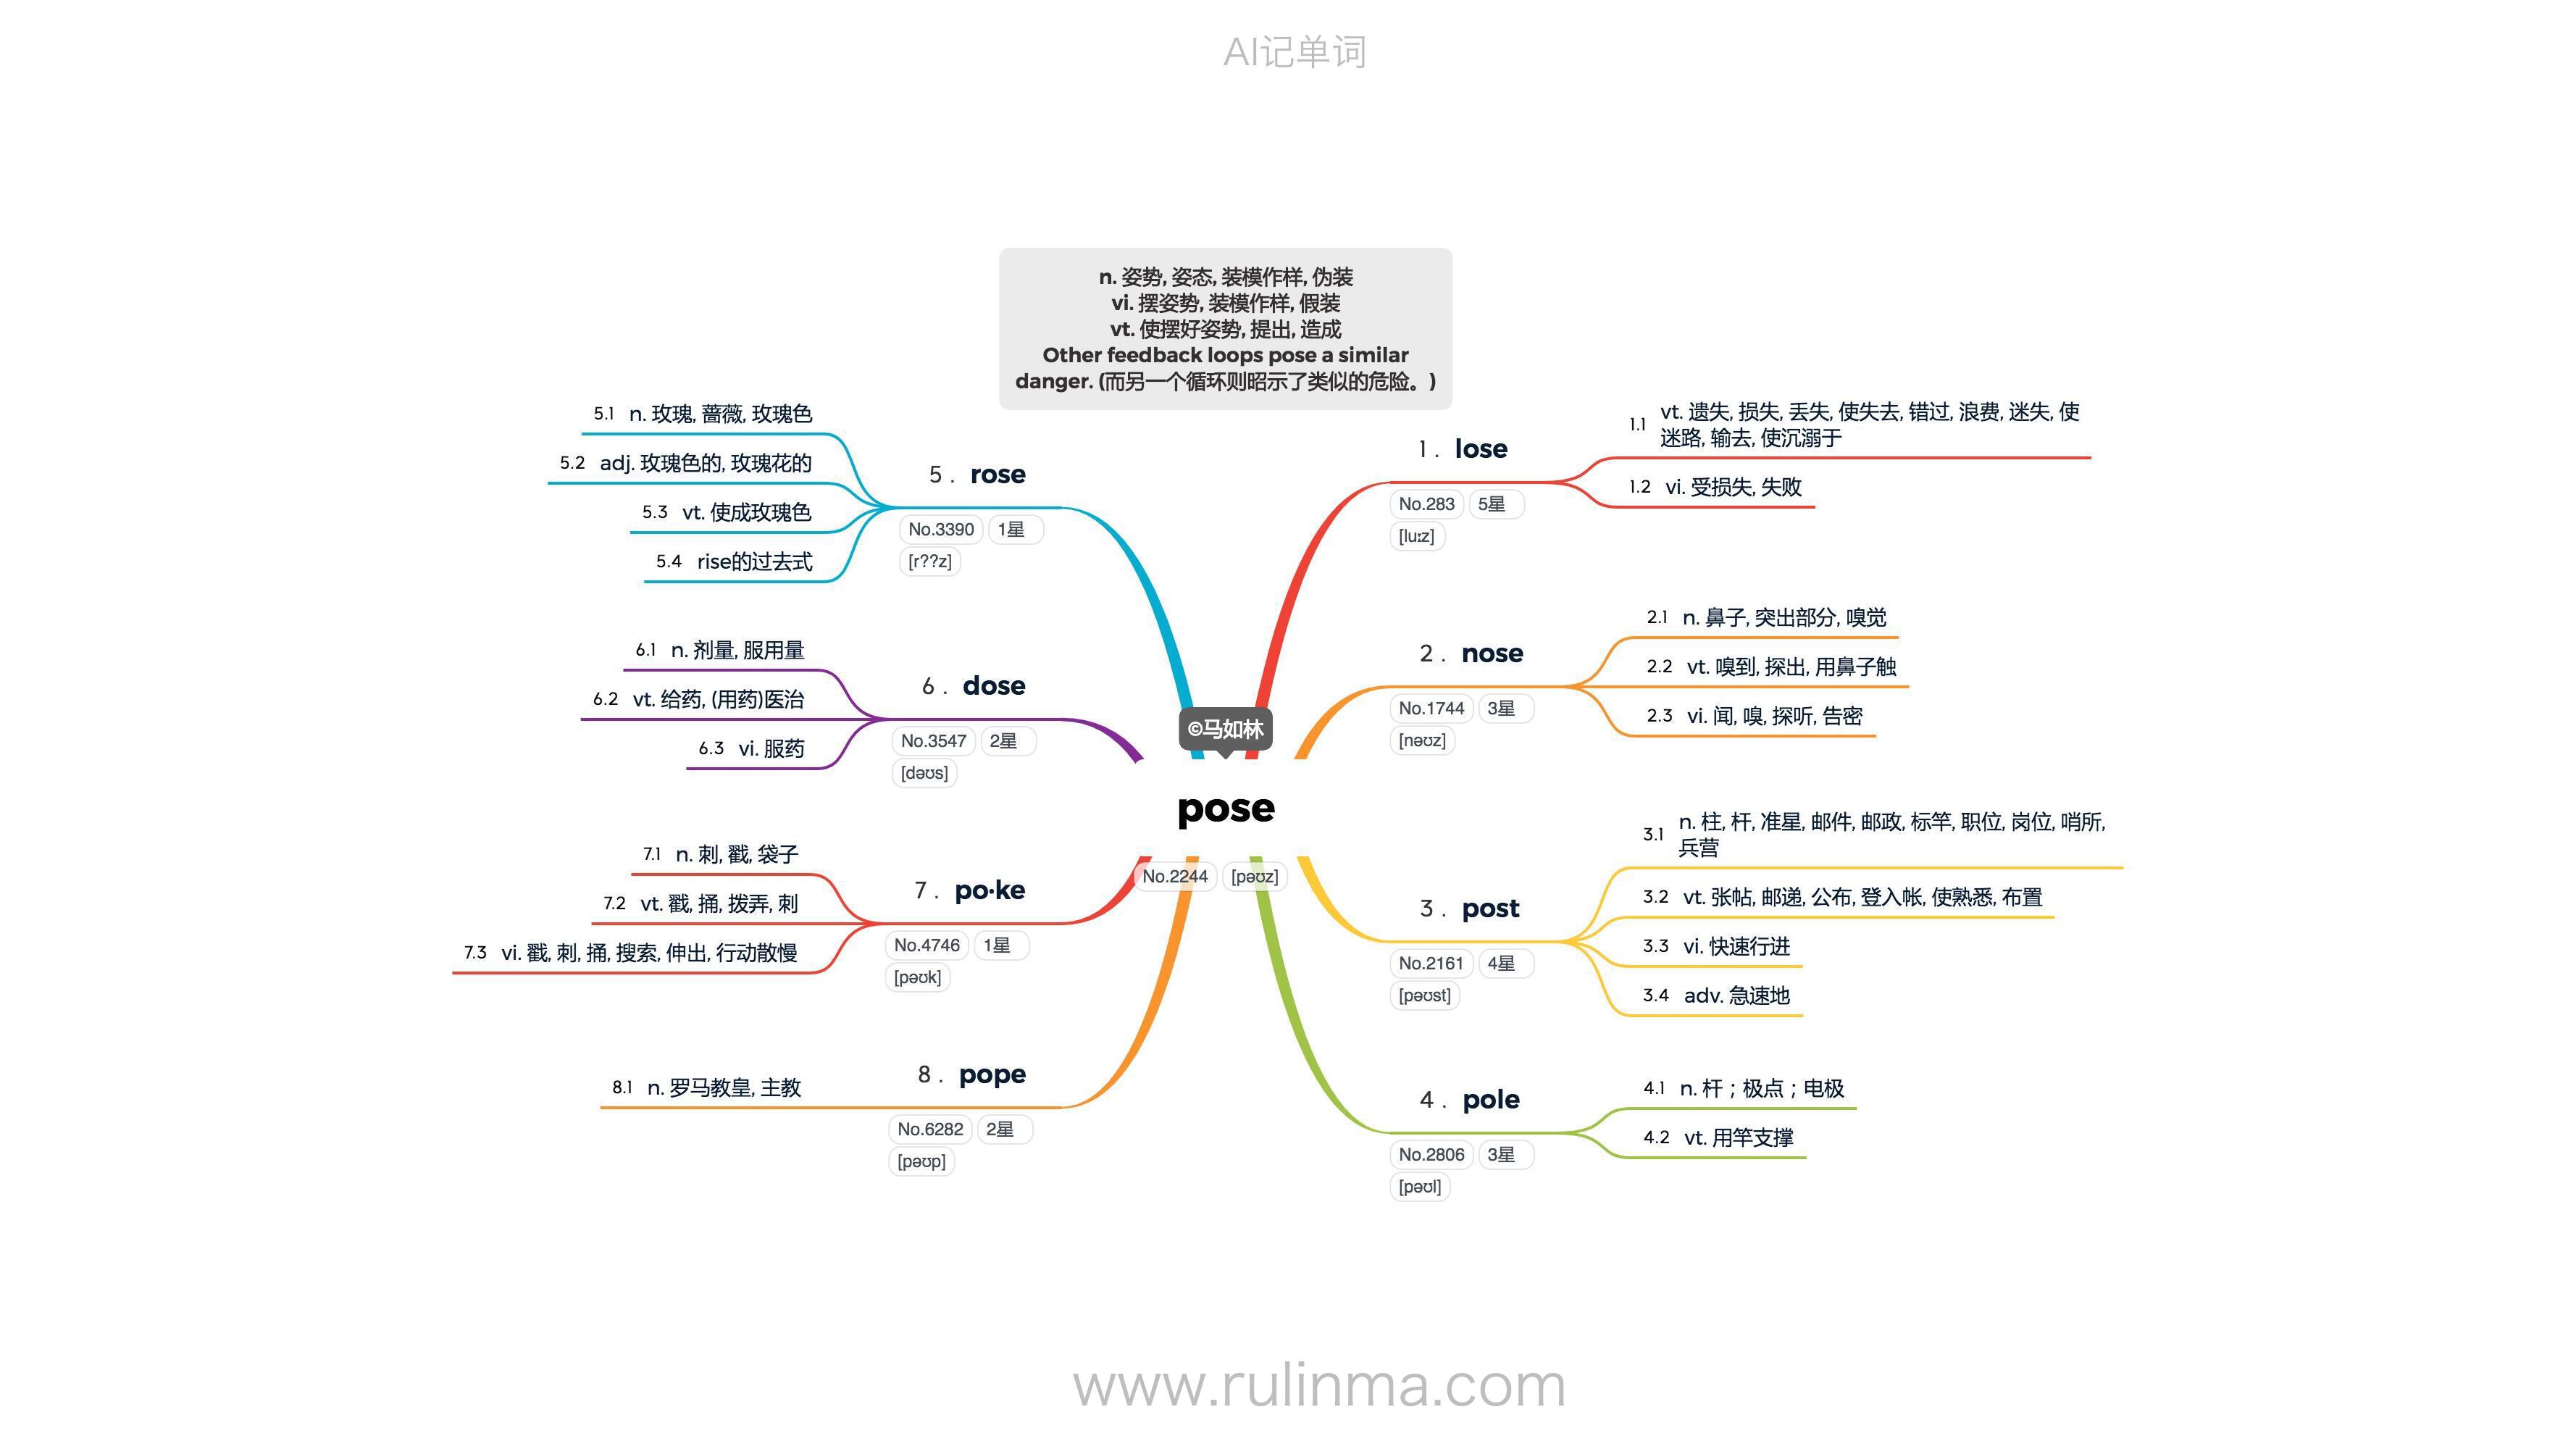 AI记单词
n. 姿势, 姿态, 装模作样, 伪装
vi. 摆姿势, 装模作样, 假装
vt. 使摆好姿势, 提出, 造成
Other feedback loops pose a similar
danger. (而另一个循环则昭示了类似的危险。)
©马如林
pose
No.2244 [pəʊz]
1. lose
No.283 5星
[luːz]
1.1 vt. 遗失, 损失, 丢失, 使失去, 错过, 浪费, 迷失, 使
迷路, 输去, 使沉溺于
1.2 vi. 受损失, 失败
2. nose
No.1744 3星
[nəʊz]
2.1 n. 鼻子, 突出部分, 嗅觉
2.2 vt. 嗅到, 探出, 用鼻子触
2.3 vi. 闻, 嗅, 探听, 告密
3. post
No.2161 4星
[pəʊst]
3.1 n. 柱, 杆, 准星, 邮件, 邮政, 标竿, 职位, 岗位, 哨所,
兵营
3.2 vt. 张帖, 邮递, 公布, 登入帐, 使熟悉, 布置
3.3 vi. 快速行进
3.4 adv. 急速地
4. pole
No.2806 3星
[pəʊl]
4.1 n. 杆；极点；电极
4.2 vt. 用竿支撑
5. rose
No.3390 1星
[r??z]
5.1 n. 玫瑰, 蔷薇, 玫瑰色
5.2 adj. 玫瑰色的, 玫瑰花的
5.3 vt. 使成玫瑰色
5.4 rise的过去式
6. dose
No.3547 2星
[dəʊs]
6.1 n. 剂量, 服用量
6.2 vt. 给药, (用药)医治
6.3 vi. 服药
7. po·ke
No.4746 1星
[pəʊk]
7.1 n. 刺, 戳, 袋子
7.2 vt. 戳, 捅, 拨弄, 刺
7.3 vi. 戳, 刺, 捅, 搜索, 伸出, 行动散慢
8. pope
No.6282 2星
[pəʊp]
8.1 n. 罗马教皇, 主教
www.rulinma.com